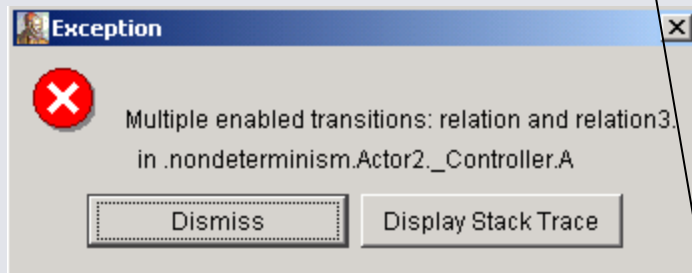 Exception
Multiple enabled transitions: relation and relation3.
in .nondeterminism.Actor2._Controller.A
Dismiss
Display Stack Trace